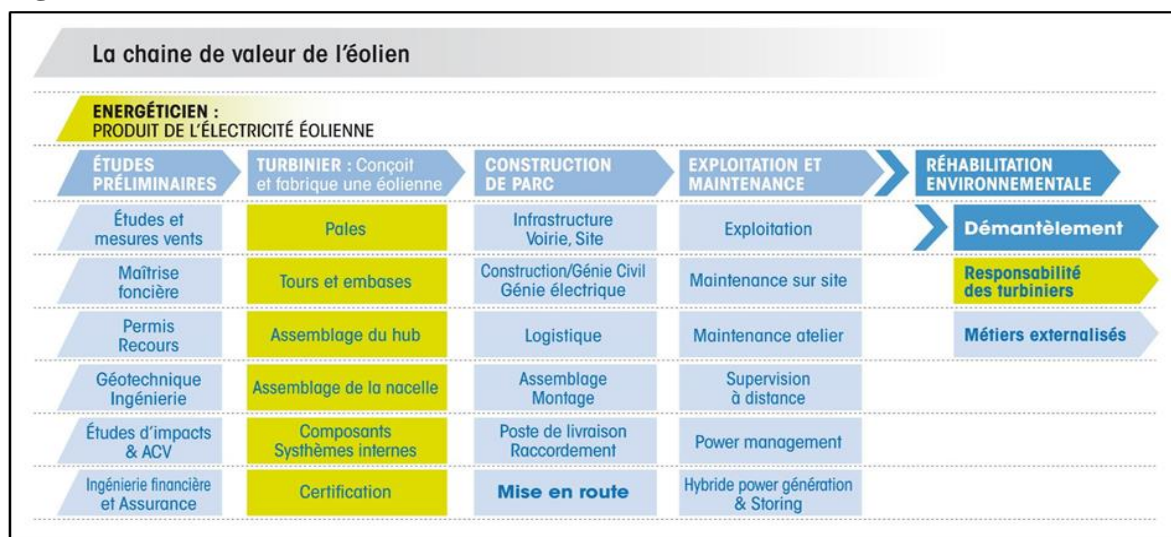 La chaine de valeur de l'éolien
ENERGÉTICIEN :
PRODUIT DE L'ÉLECTRICITÉ ÉOLIENNE
ÉTUDES
PRÉLIMINAIRES
TURBINIER : Conçoit
et fabrique une éolienne
CONSTRUCTION
DE PARC
EXPLOITATION ET
MAINTENANCE
RÉHABILITATION
ENVIRONNEMENTALE
Études et
mesures vents
Pales
Infrastructure
Voirie, Site
Exploitation
Démantèlement
Maîtrise
foncière
Tours et embases
Construction/Génie Civil
Génie électrique
Maintenance sur site
Responsabilité
des turbiniers
Permis
Recours
Assemblage du hub
Logistique
Maintenance atelier
Métiers externalisés
Géotechnique
Ingénierie
Assemblage de la nacelle
Assemblage
Montage
Supervision
à distance
Études d'impacts
& ACV
Composants
Systhèmes internes
Poste de livraison
Raccordement
Power management
Ingénierie financière
et Assurance
Certification
Mise en route
Hybride power génération
& Storing